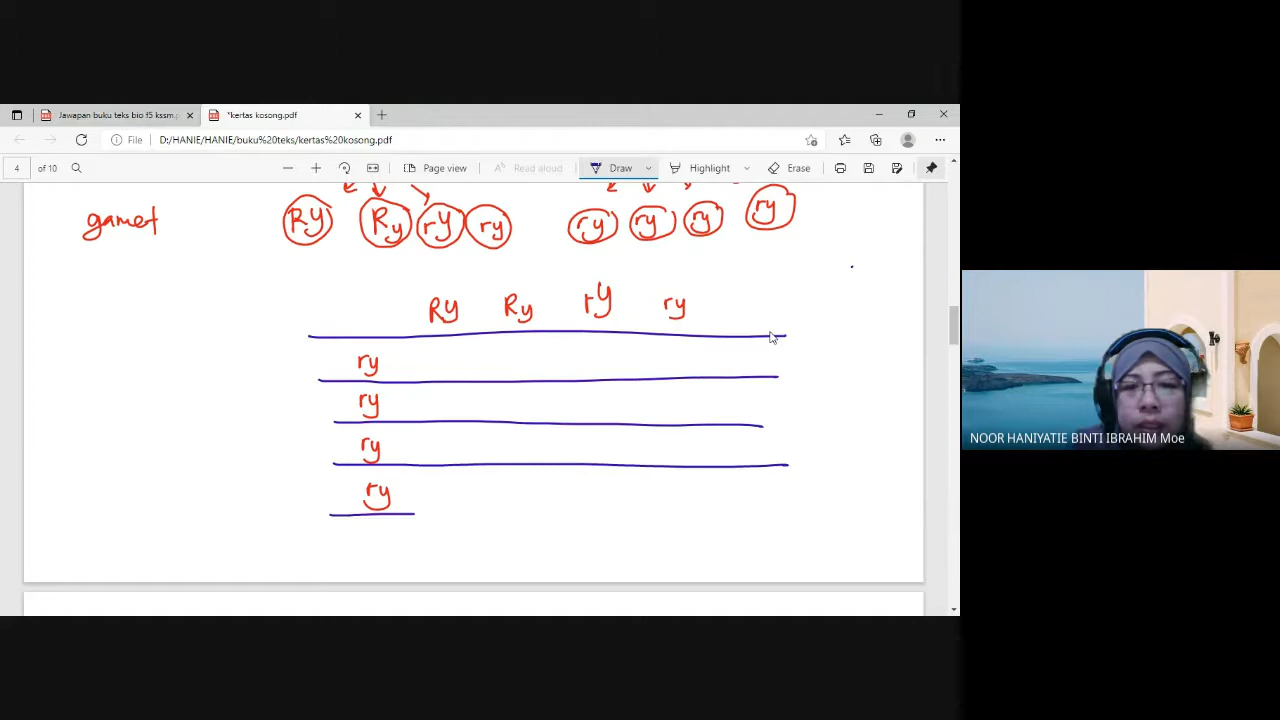 Jawapan buku teks bio f5 kssm.p
*kertas kosong.pdf
File D:/HANIE/HANIE/buku%20teks/kertas%20kosong.pdf
4 of 10 Page view Read aloud Draw Highlight Erase
gamet RY Ry rY ry ry ry ry ry
RY Ry rY ry
ry
ry
ry
ry
NOOR HANIYATIE BINTI IBRAHIM Moe